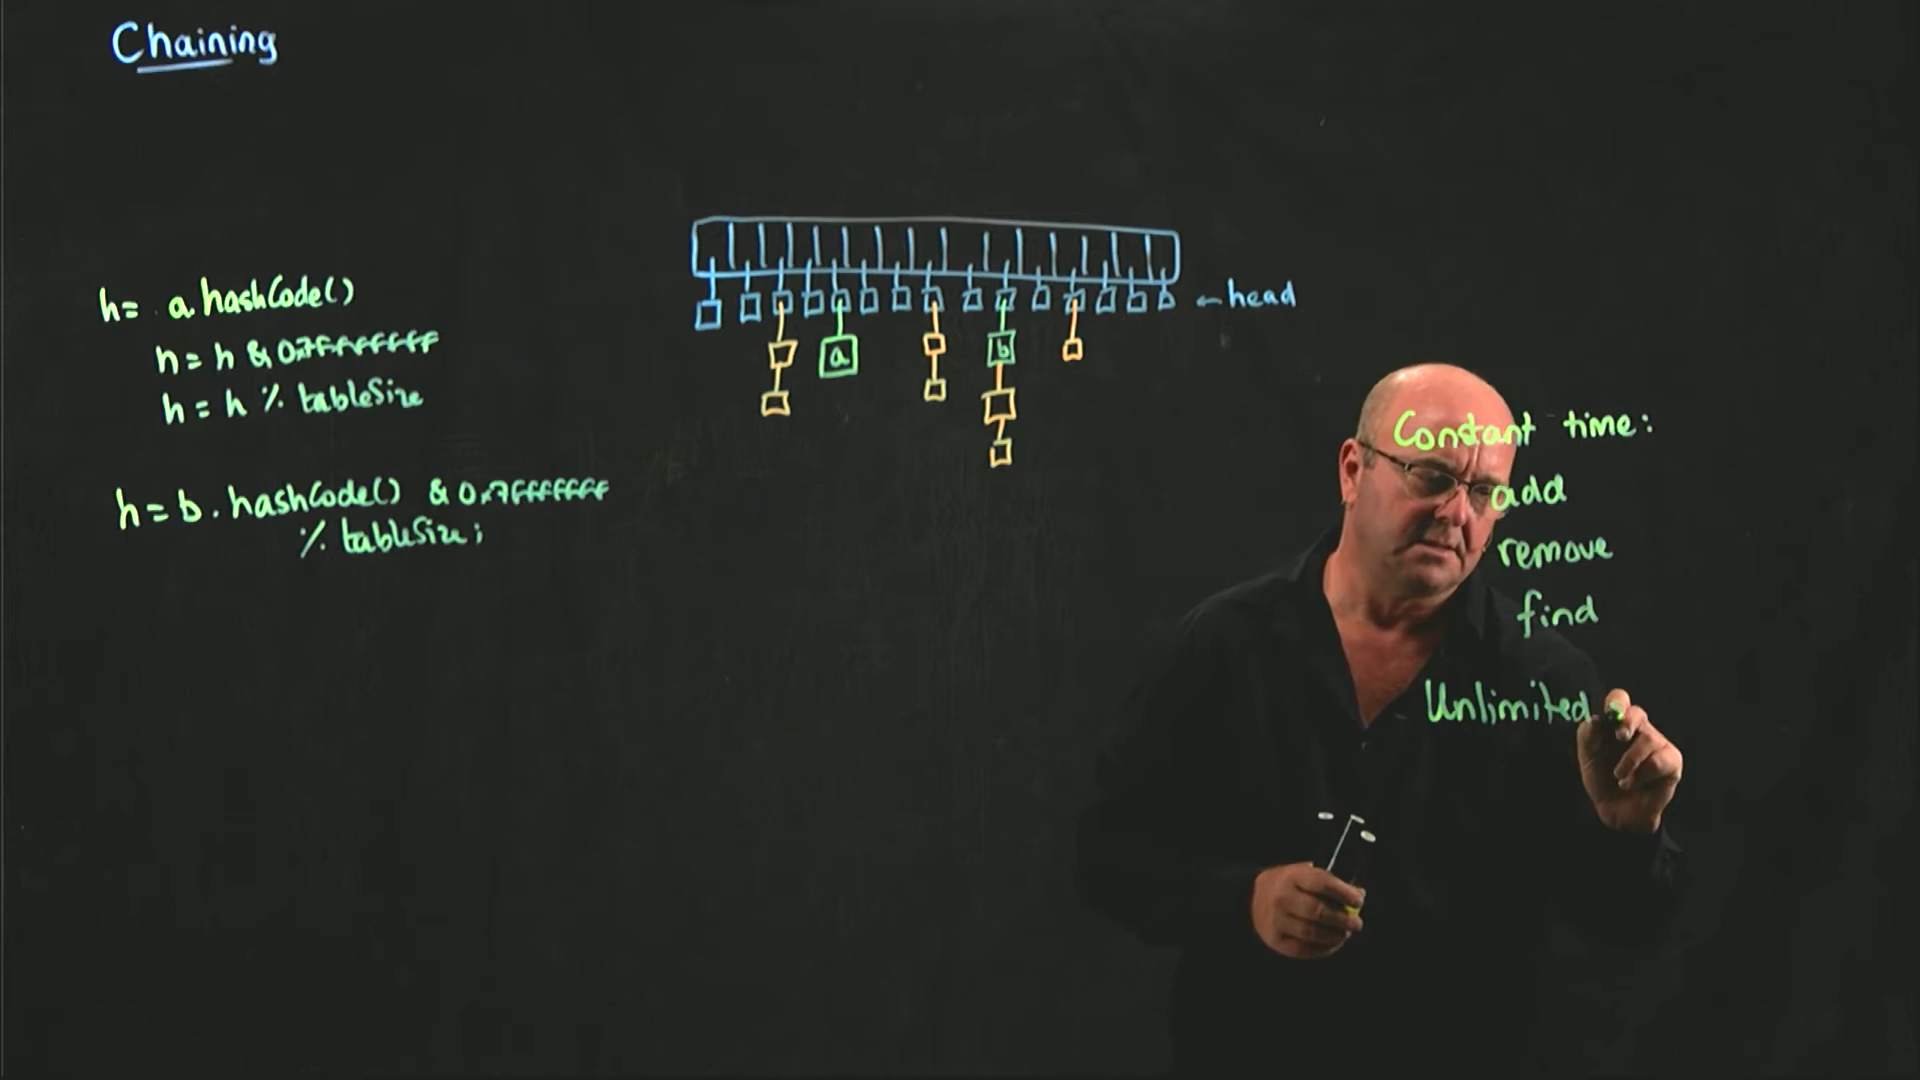 Chaining
h= a.hashCode()
h = h & 0x7fffffff
h = h % tableSize
h = b.hashCode() & 0x7fffffff
% tableSize;
←head
a
b
Constant time:
add
remove
find
Unlimited